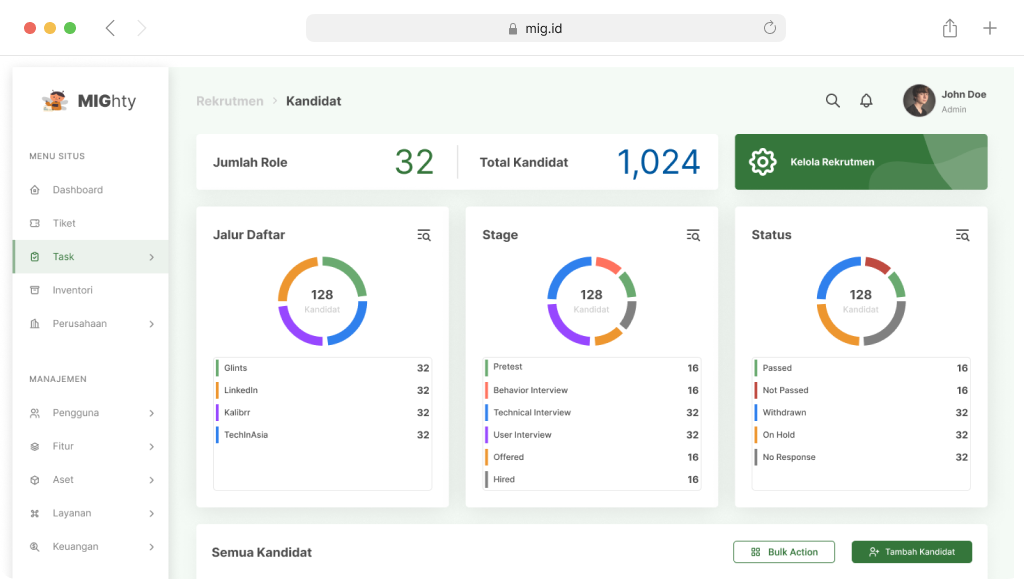 mig.id
MIGhty
Rekrutmen > Kandidat
John Doe
Admin
MENU SITUS
Dashboard
Tiket
Task
Inventori
Perusahaan
MANAJEMEN
Pengguna
Fitur
Aset
Layanan
Keuangan
Jumlah Role 32
Total Kandidat 1,024
Kelola Rekrutmen
Jalur Daftar
128
Kandidat
Glints 32
LinkedIn 32
Kalibrr 32
TechInAsia 32
Stage
128
Kandidat
Pretest 16
Behavior Interview 16
Technical Interview 32
User Interview 32
Offered 16
Hired 16
Status
128
Kandidat
Passed 16
Not Passed 16
Withdrawn 32
On Hold 32
No Response 32
Semua Kandidat
Bulk Action
Tambah Kandidat